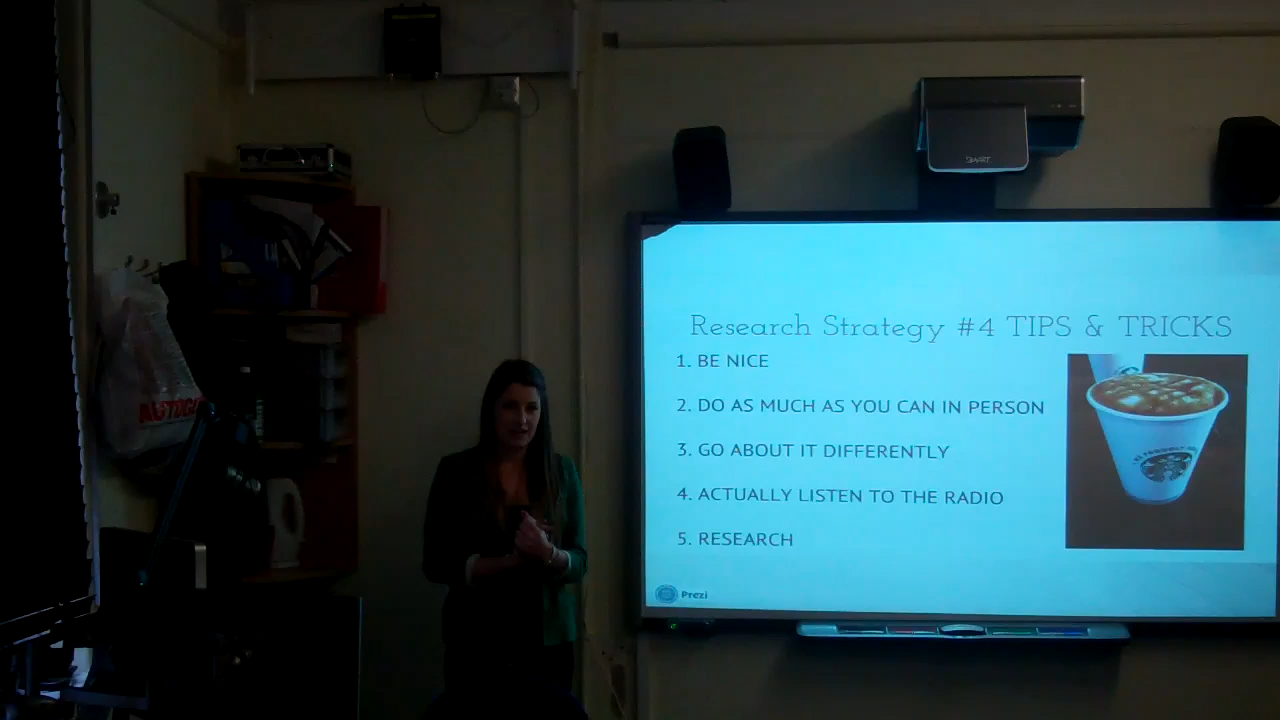 SMART
Research Strategy #4 TIPS & TRICKS
1. BE NICE
2. DO AS MUCH AS YOU CAN IN PERSON
3. GO ABOUT IT DIFFERENTLY
4. ACTUALLY LISTEN TO THE RADIO
5. RESEARCH
Prezi